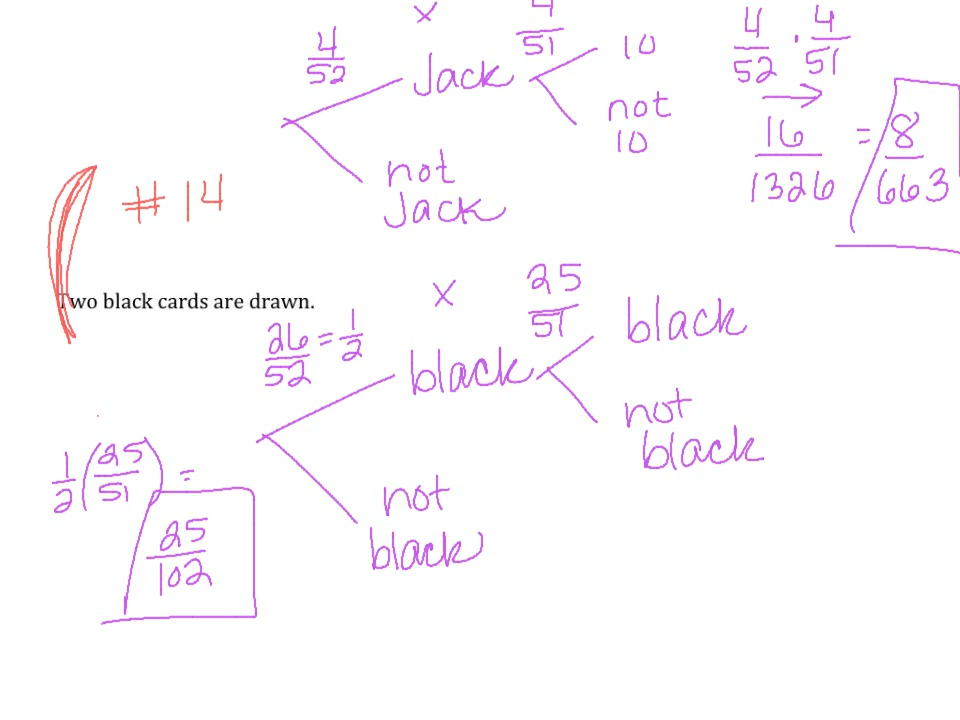 x 4/51
4/52
Jack
10
not
10
not
Jack
4/52 · 4/51
16/1326 = 8/663
#14
Two black cards are drawn.
26/52 = 1/2
x 25/51
black
black
not
black
not
black
1/2 (25/51) =
25/102